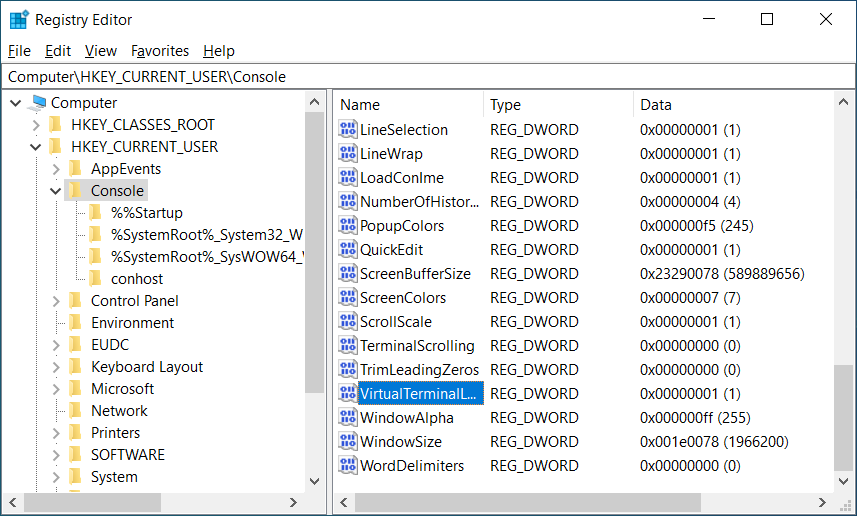 Registry Editor
File Edit View Favorites Help
Computer\HKEY_CURRENT_USER\Console
Computer
HKEY_CLASSES_ROOT
HKEY_CURRENT_USER
AppEvents
Console
%%Startup
%SystemRoot%_System32_W
%SystemRoot%_SysWOW64_
conhost
Control Panel
Environment
EUDC
Keyboard Layout
Microsoft
Network
Printers
SOFTWARE
System
Name Type Data
LineSelection REG_DWORD 0x00000001 (1)
LineWrap REG_DWORD 0x00000001 (1)
LoadConIme REG_DWORD 0x00000001 (1)
NumberOfHistor... REG_DWORD 0x00000004 (4)
PopupColors REG_DWORD 0x000000f5 (245)
QuickEdit REG_DWORD 0x00000001 (1)
ScreenBufferSize REG_DWORD 0x23290078 (589889656)
ScreenColors REG_DWORD 0x00000007 (7)
ScrollScale REG_DWORD 0x00000001 (1)
TerminalScrolling REG_DWORD 0x00000000 (0)
TrimLeadingZeros REG_DWORD 0x00000000 (0)
VirtualTerminalL... REG_DWORD 0x00000001 (1)
WindowAlpha REG_DWORD 0x000000ff (255)
WindowSize REG_DWORD 0x001e0078 (1966200)
WordDelimiters REG_DWORD 0x00000000 (0)